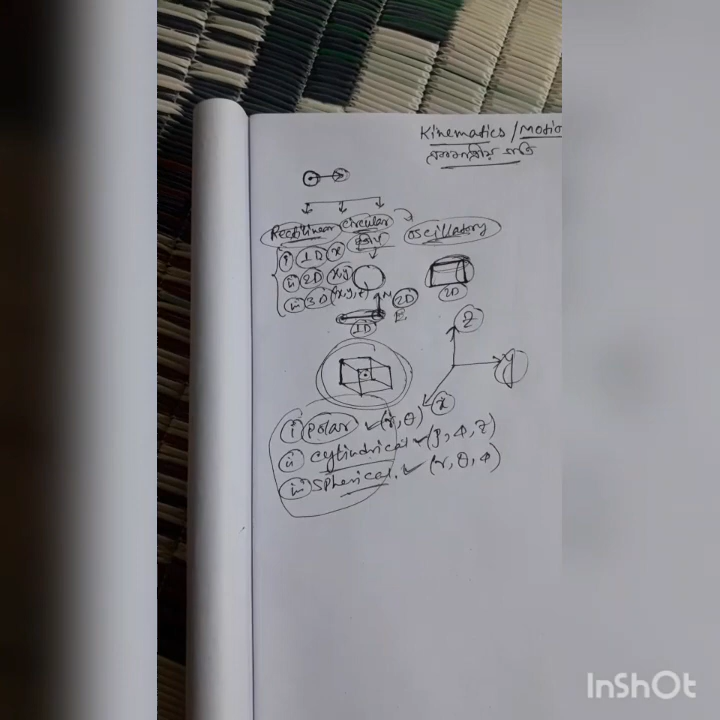 Kinematics / Motio
গতি
Rectilinear circular oscillatory
i 1D x
ii 2D x,y
iii 3D (x,y,z) N 2D 2D
1D E
Z
y
x
i polar ✓ (r, θ)
ii cylindrical ✓ (ρ, φ, z)
iii spherical. ✓ (r, θ, φ)
InShOt